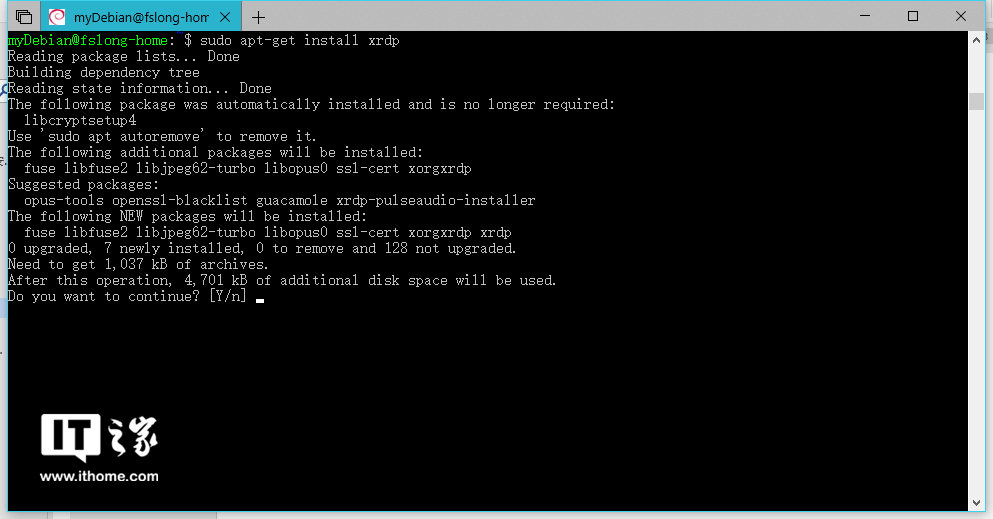 myDebian@fslong-hom
myDebian@fslong-home: $ sudo apt-get install xrdp
Reading package lists... Done
Building dependency tree
Reading state information... Done
The following package was automatically installed and is no longer required:
libcryptsetup4
Use 'sudo apt autoremove' to remove it.
The following additional packages will be installed:
fuse libfuse2 libjpeg62-turbo libopus0 ssl-cert xorgxrdp
Suggested packages:
opus-tools openssl-blacklist guacamole xrdp-pulseaudio-installer
The following NEW packages will be installed:
fuse libfuse2 libjpeg62-turbo libopus0 ssl-cert xorgxrdp xrdp
0 upgraded, 7 newly installed, 0 to remove and 128 not upgraded.
Need to get 1,037 kB of archives.
After this operation, 4,701 kB of additional disk space will be used.
Do you want to continue? [Y/n]
IT之家
www.ithome.com